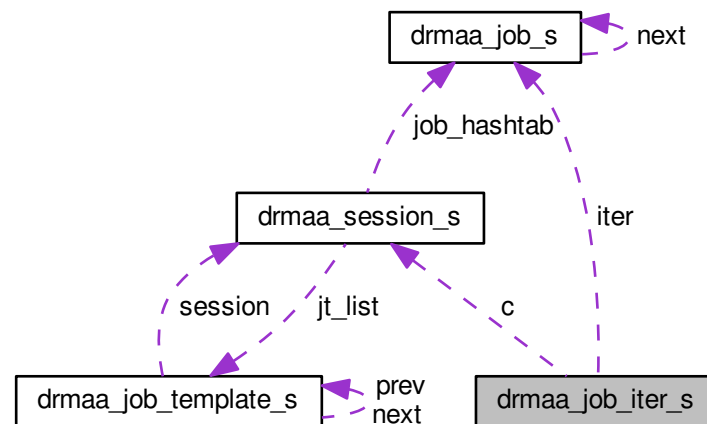 drmaa_job_s
next
job_hashtab
drmaa_session_s
iter
session
jt_list
c
drmaa_job_template_s
prev
next
drmaa_job_iter_s